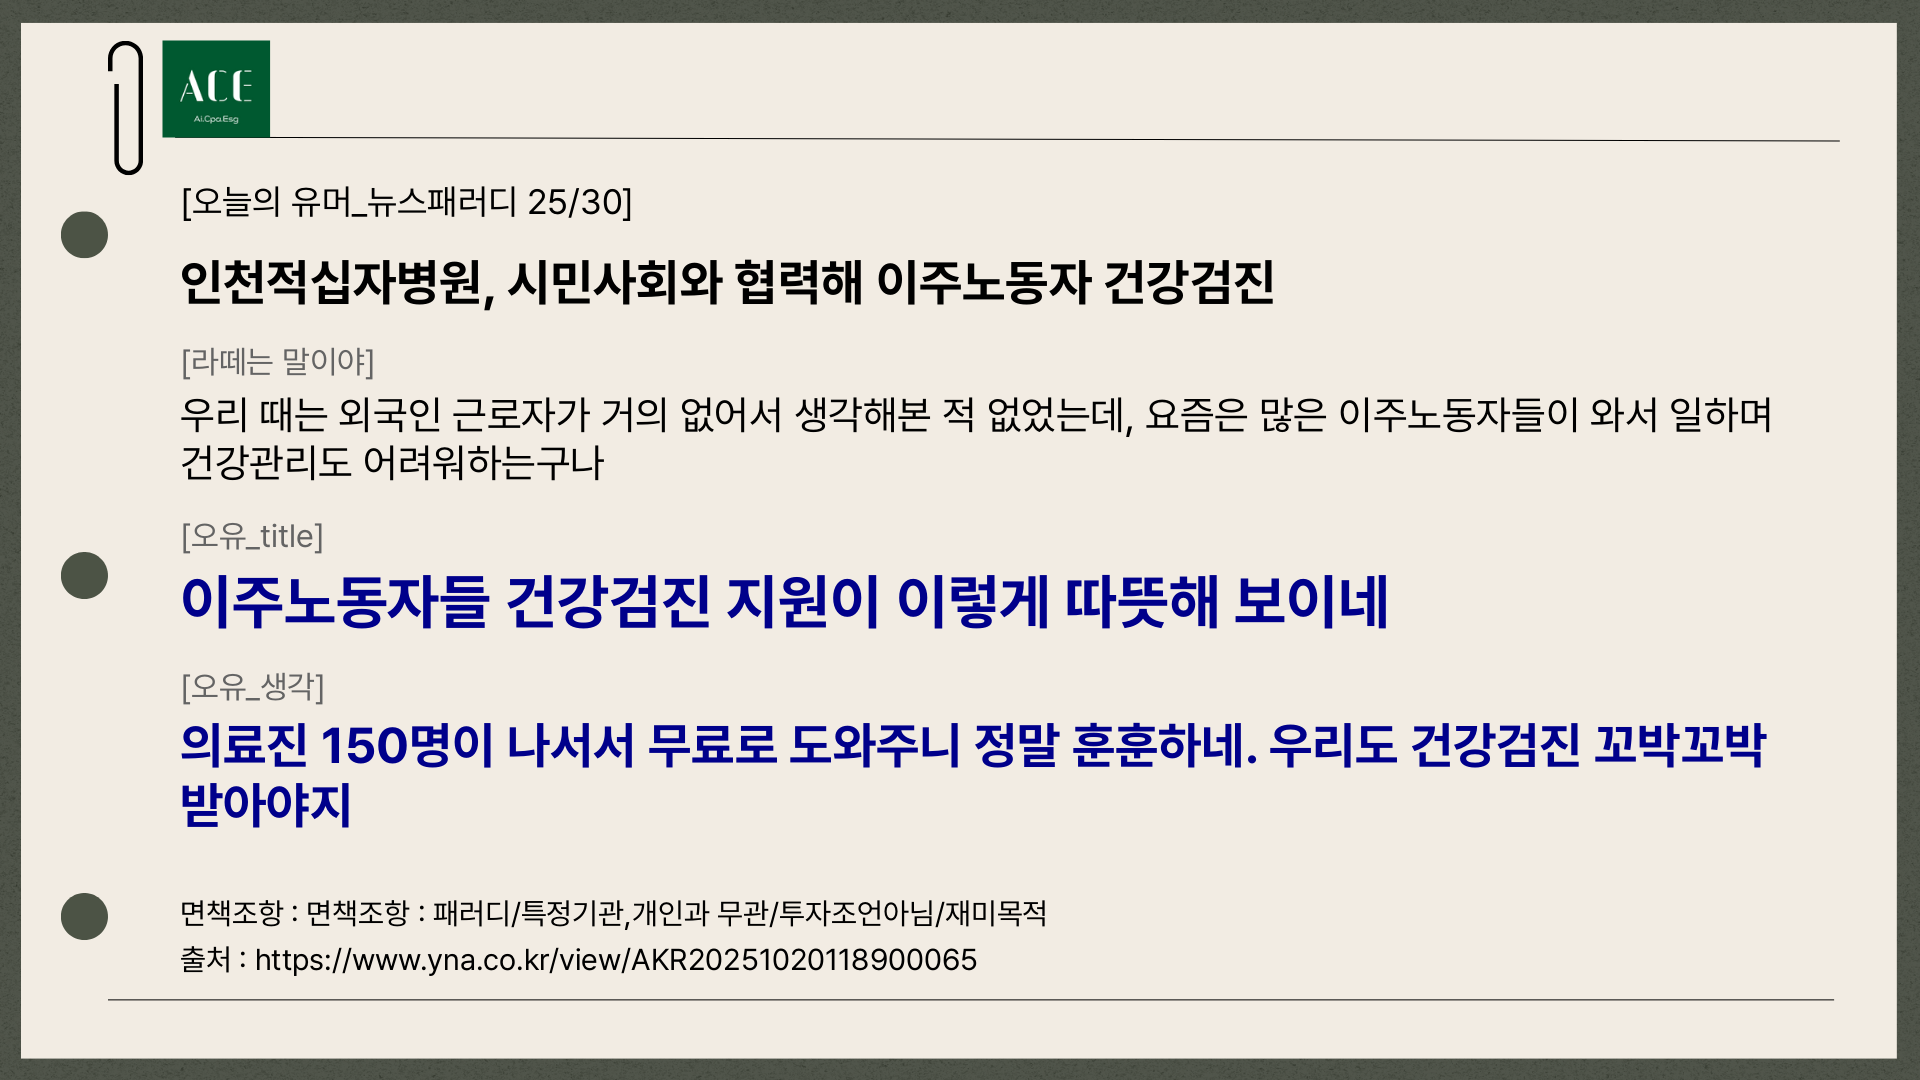 ACE
Ai.Cpa.Esg
[오늘의 유머_뉴스패러디 25/30]
인천적십자병원, 시민사회와 협력해 이주노동자 건강검진
[라떼는 말이야]
우리 때는 외국인 근로자가 거의 없어서 생각해본 적 없었는데, 요즘은 많은 이주노동자들이 와서 일하며
건강관리도 어려워하는구나
[오유_title]
이주노동자들 건강검진 지원이 이렇게 따뜻해 보이네
[오유_생각]
의료진 150명이 나서서 무료로 도와주니 정말 훈훈하네. 우리도 건강검진 꼬박꼬박
받아야지
면책조항 : 면책조항 : 패러디/특정기관,개인과 무관/투자조언아님/재미목적
출처 : https://www.yna.co.kr/view/AKR20251020118900065